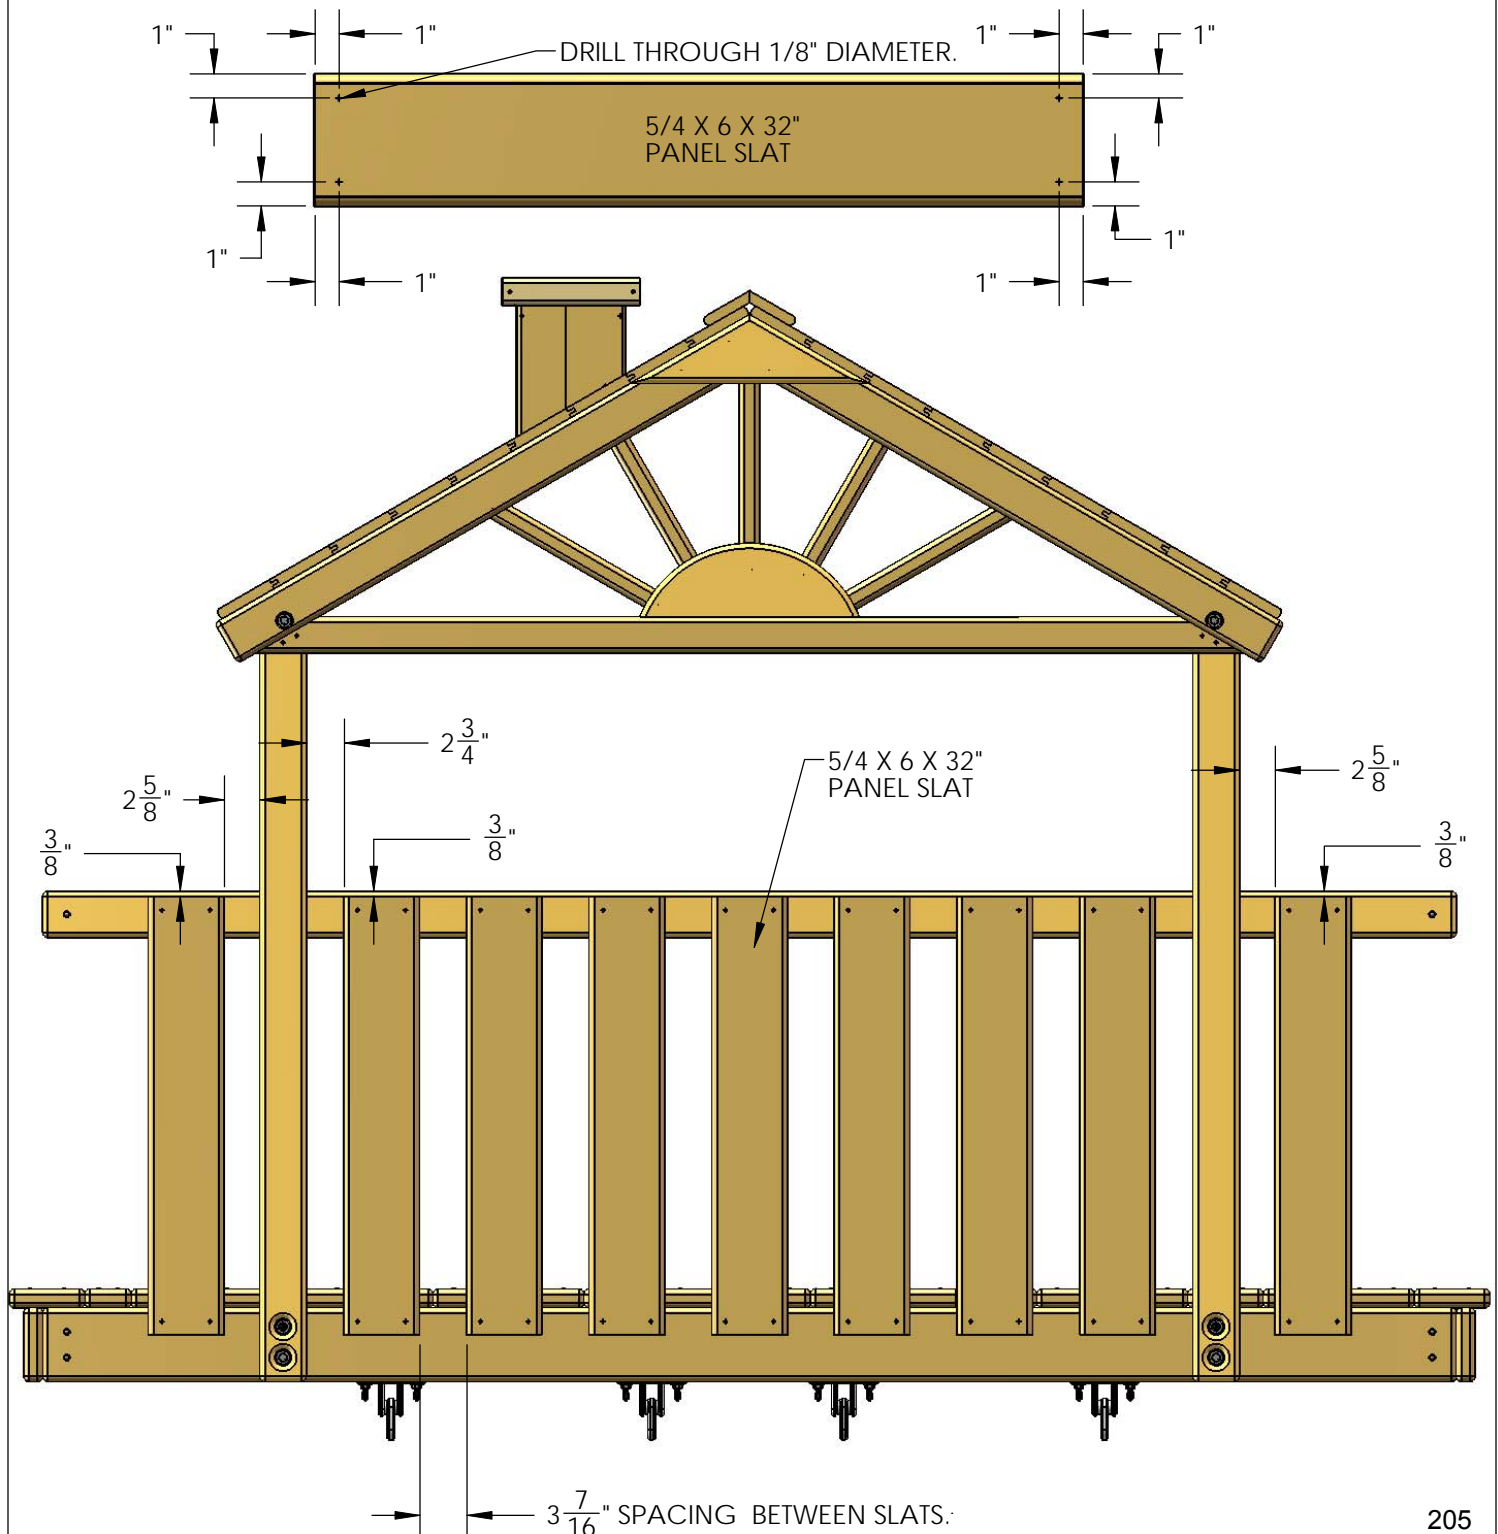 1" 1" 1" 1"
DRILL THROUGH 1/8" DIAMETER.
5/4 X 6 X 32"
PANEL SLAT
1" 1"
1" 1"
2 3/4"
5/4 X 6 X 32"
PANEL SLAT
2 5/8"
2 5/8"
3/8"
3/8"
3/8"
3 7/16" SPACING BETWEEN SLATS.
205